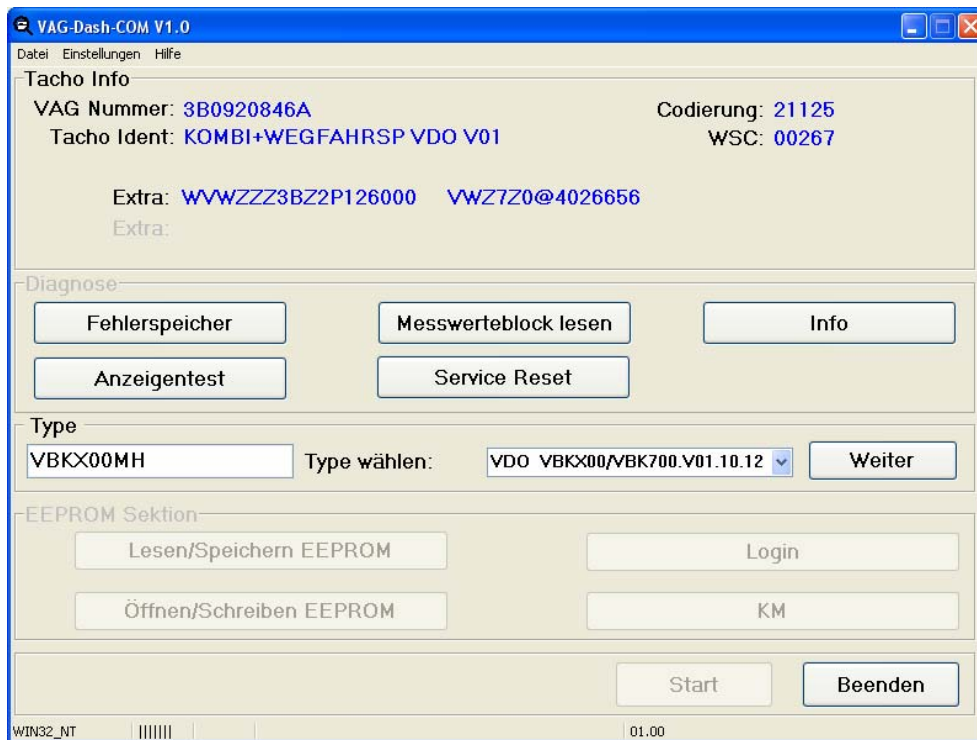 VAG-Dash-COM V1.0
Datei Einstellungen Hilfe
Tacho Info
VAG Nummer: 3B0920846A Codierung: 21125
Tacho Ident: KOMBI+WEGFAHRSP VDO V01 WSC: 00267
Extra: WVWZZZ3BZ2P126000 VWZ7Z0@4026656
Extra:
Diagnose
Fehlerspeicher Messwerteblock lesen Info
Anzeigentest Service Reset
Type
VBKX00MH Type wählen: VDO VBKX00/VBK700.V01.10.12 Weiter
EEPROM Sektion
Lesen/Speichern EEPROM Login
Öffnen/Schreiben EEPROM KM
Start Beenden
WIN32_NT ||||||| 01.00